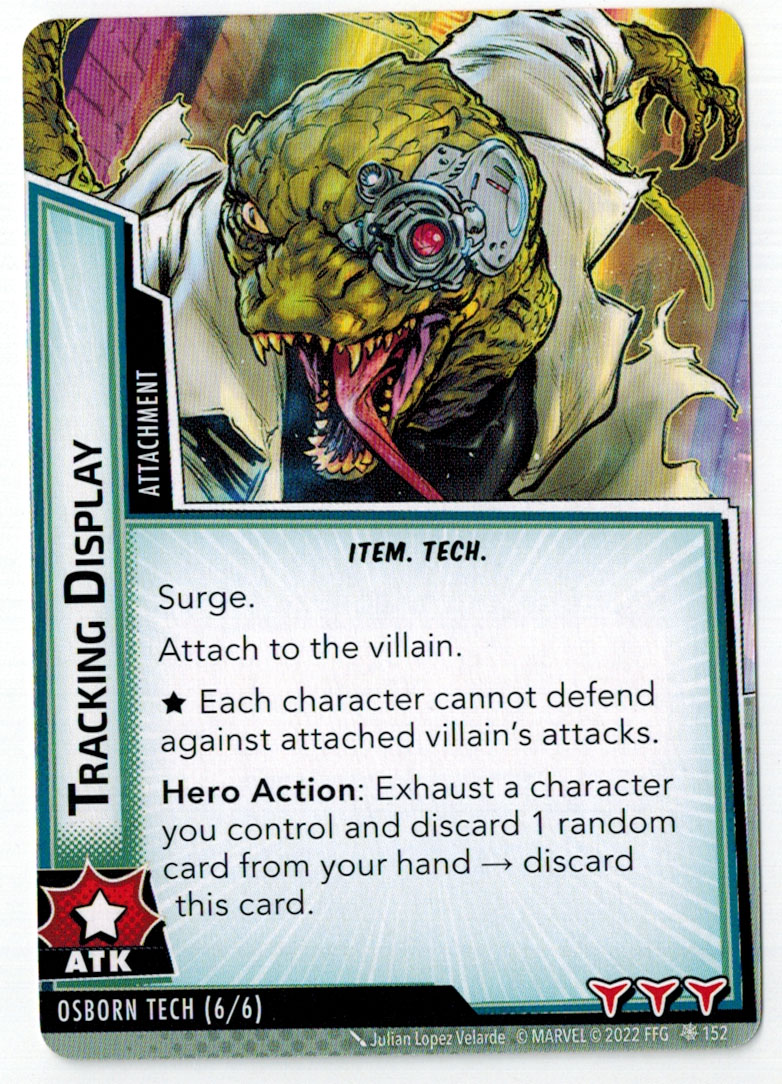 ATTACHMENT
TRACKING DISPLAY
ITEM. TECH.
Surge.
Attach to the villain.
★ Each character cannot defend
against attached villain's attacks.
Hero Action: Exhaust a character
you control and discard 1 random
card from your hand → discard
this card.
ATK
OSBORN TECH (6/6)
Julian Lopez Velarde © MARVEL © 2022 FFG 152